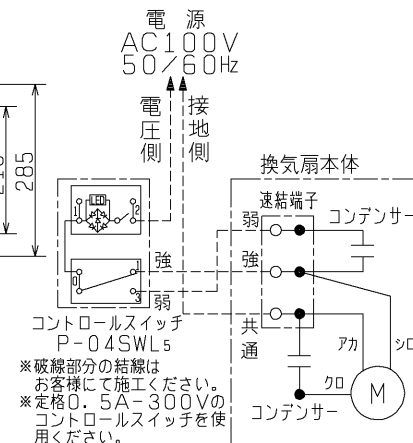 電源
AC100V
50/60Hz
電圧側
接地側
285
換気扇本体
速結端子
弱
コンデンサー
LED
1
2
強
強
0
1
3
弱
コントロールスイッチ
P-04SWL5
共通
アカ
シロ
クロ
M
コンデンサー
※破線部分の結線は
お客様にて施工ください。
※定格0.5A-300Vの
コントロールスイッチを使
用ください。